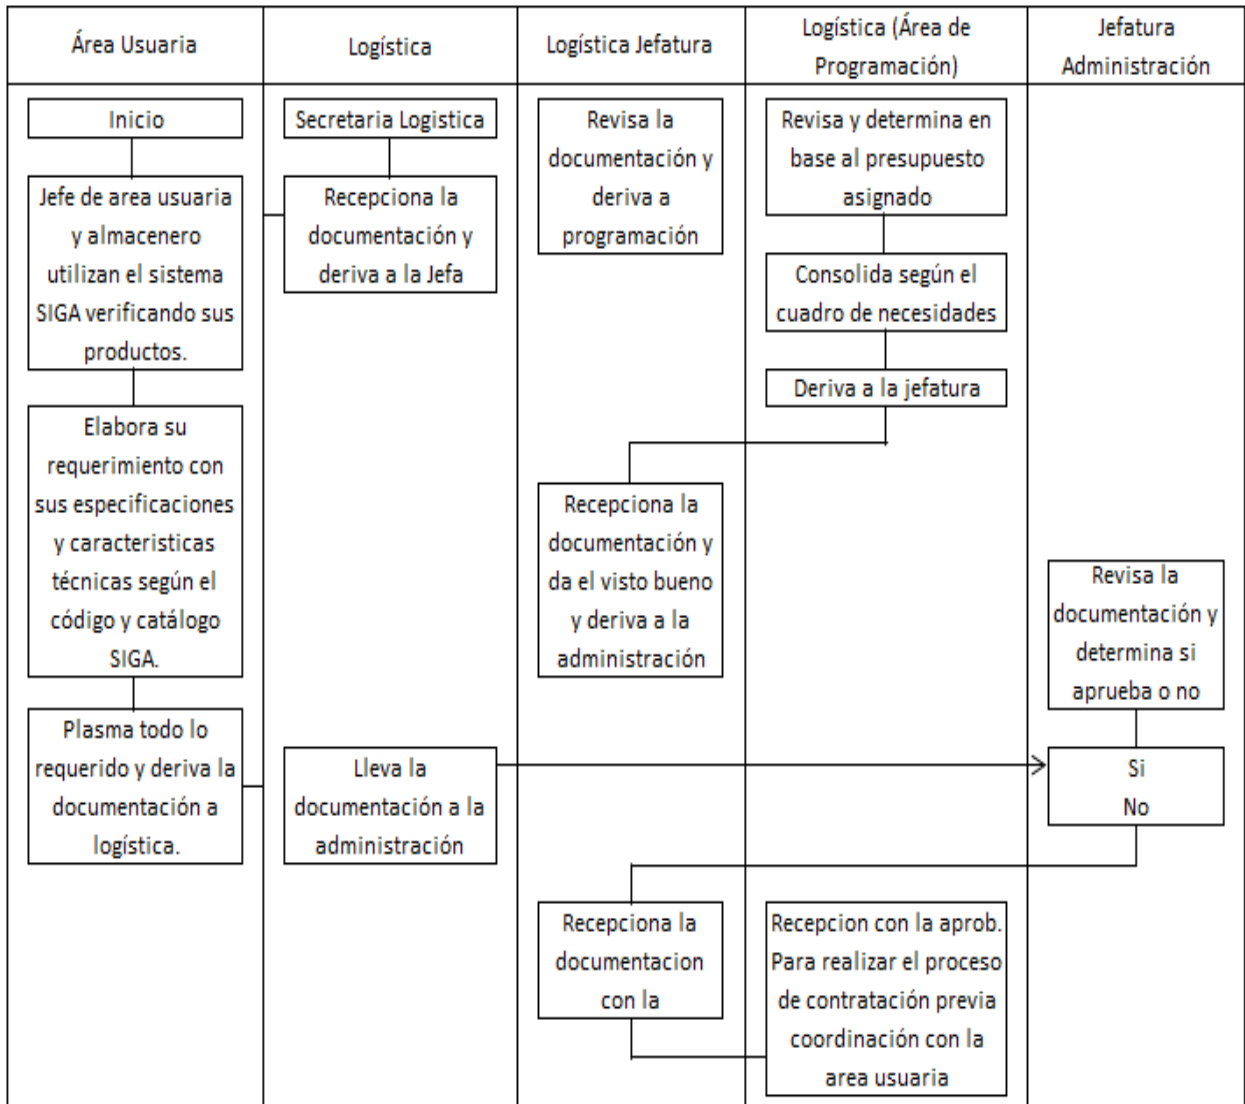 Área Usuaria
Logística
Logística Jefatura
Logística (Área de
Programación)
Jefatura
Administración
Inicio
Jefe de area usuaria
y almacenero
utilizan el sistema
SIGA verificando sus
productos.
Elabora su
requerimiento con
sus especificaciones
y caracteristicas
técnicas según el
código y catálogo
SIGA.
Plasma todo lo
requerido y deriva la
documentación a
logística.
Secretaria Logistica
Recepciona la
documentación y
deriva a la Jefa
Lleva la
documentación a la
administración
Revisa la
documentación y
deriva a
programación
Recepciona la
documentación y
da el visto bueno
y deriva a la
administración
Recepciona la
documentacion
con la
Revisa y determina en
base al presupuesto
asignado
Consolida según el
cuadro de necesidades
Deriva a la jefatura
Recepcion con la aprob.
Para realizar el proceso
de contratación previa
coordinación con la
area usuaria
Revisa la
documentación y
determina si
aprueba o no
Si
No